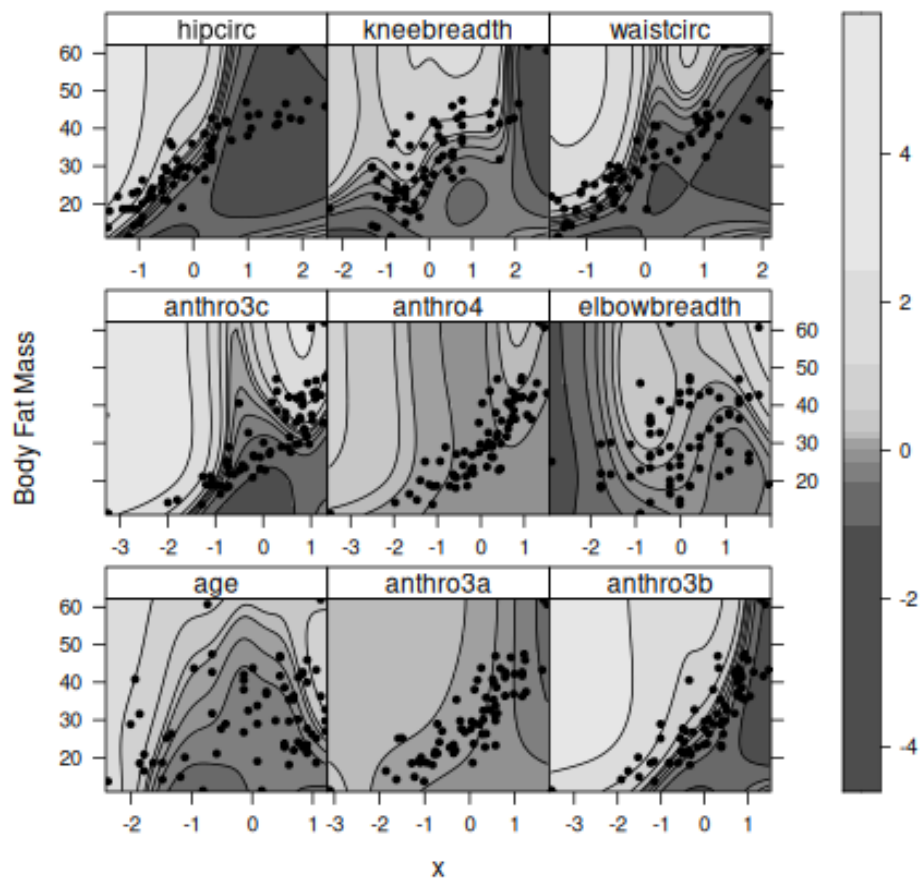 hipcirc kneebreadth waistcirc
60
50
40
30
20
-1 0 1 2 -2 -1 0 1 2 -1 0 1 2
anthro3c anthro4 elbowbreadth
60
50
40
30
20
-3 -2 -1 0 1 -2 -1 0 1 -2 -1 0 1
age anthro3a anthro3b
60
50
40
30
20
-2 -1 0 1 -3 -2 -1 0 1 -3 -2 -1 0 1
Body Fat Mass
x
4
2
0
-2
-4